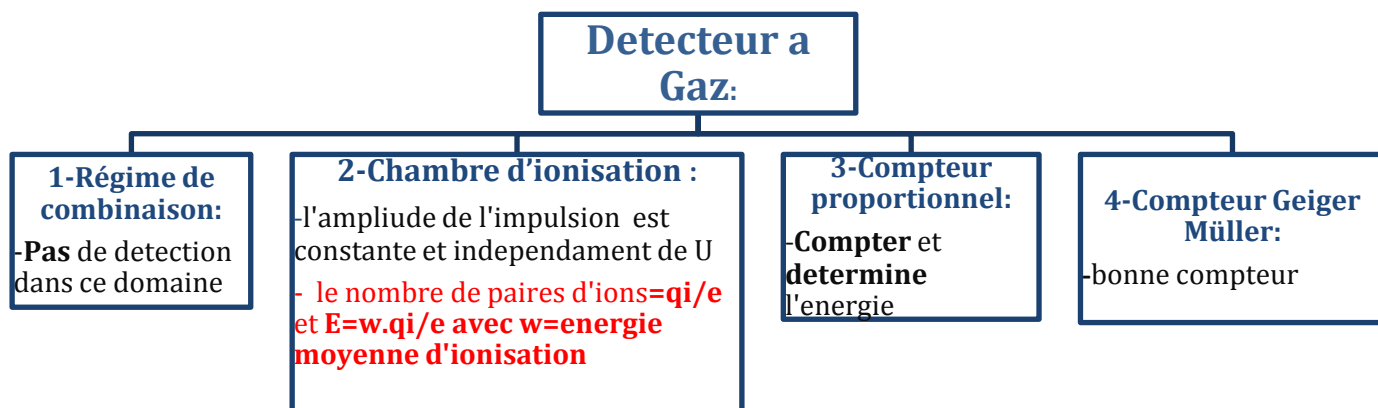 Detecteur a
Gaz:
1-Régime de
combinaison:
-Pas de detection
dans ce domaine
2-Chambre d'ionisation :
-l'ampliude de l'impulsion est
constante et independament de U
- le nombre de paires d'ions=qi/e
et E=w.qi/e avec w=energie
moyenne d'ionisation
3-Compteur
proportionnel:
-Compter et
determine
l'energie
4-Compteur Geiger
Müller:
-bonne compteur